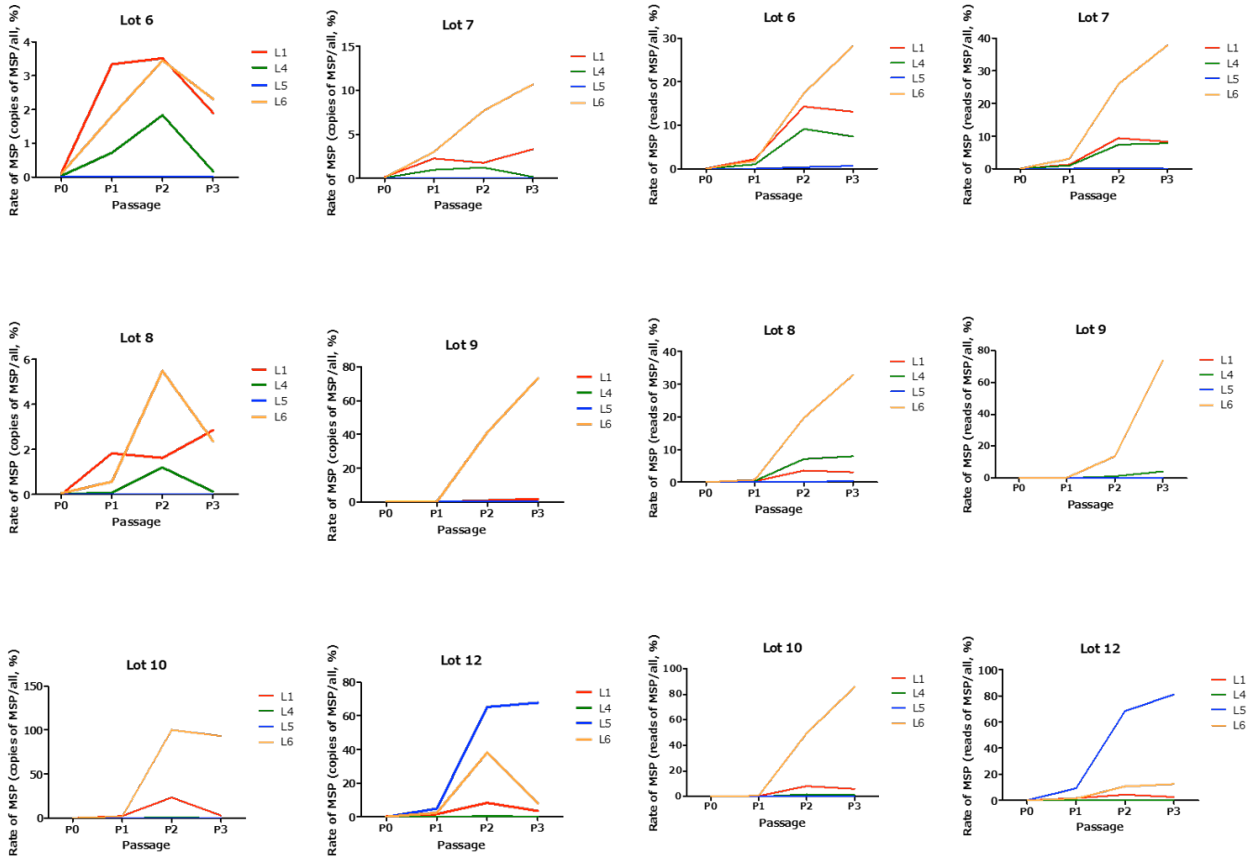 Lot 6
Rate of MSP (copies of MSP/all, %)
4
3
2
1
0
P0 P1 P2 P3
Passage
L1
L4
L5
L6
Lot 7
Rate of MSP (copies of MSP/all, %)
15
10
5
0
P0 P1 P2 P3
Passage
L1
L4
L5
L6
Lot 6
Rate of MSP (reads of MSP/all, %)
30
20
10
0
P0 P1 P2 P3
Passage
L1
L4
L5
L6
Lot 7
Rate of MSP (reads of MSP/all, %)
40
30
20
10
0
P0 P1 P2 P3
Passage
L1
L4
L5
L6
Lot 8
Rate of MSP (copies of MSP/all, %)
6
4
2
0
P0 P1 P2 P3
Passage
L1
L4
L5
L6
Lot 9
Rate of MSP (copies of MSP/all, %)
80
60
40
20
0
P0 P1 P2 P3
Passage
L1
L4
L5
L6
Lot 8
Rate of MSP (reads of MSP/all, %)
40
30
20
10
0
P0 P1 P2 P3
Passage
L1
L4
L5
L6
Lot 9
Rate of MSP (reads of MSP/all, %)
80
60
40
20
0
P0 P1 P2 P3
Passage
L1
L4
L5
L6
Lot 10
Rate of MSP (copies of MSP/all, %)
150
100
50
0
P0 P1 P2 P3
Passage
L1
L4
L5
L6
Lot 12
Rate of MSP (copies of MSP/all, %)
80
60
40
20
0
P0 P1 P2 P3
Passage
L1
L4
L5
L6
Lot 10
Rate of MSP (reads of MSP/all, %)
100
80
60
40
20
0
P0 P1 P2 P3
Passage
L1
L4
L5
L6
Lot 12
Rate of MSP (reads of MSP/all, %)
100
80
60
40
20
0
P0 P1 P2 P3
Passage
L1
L4
L5
L6